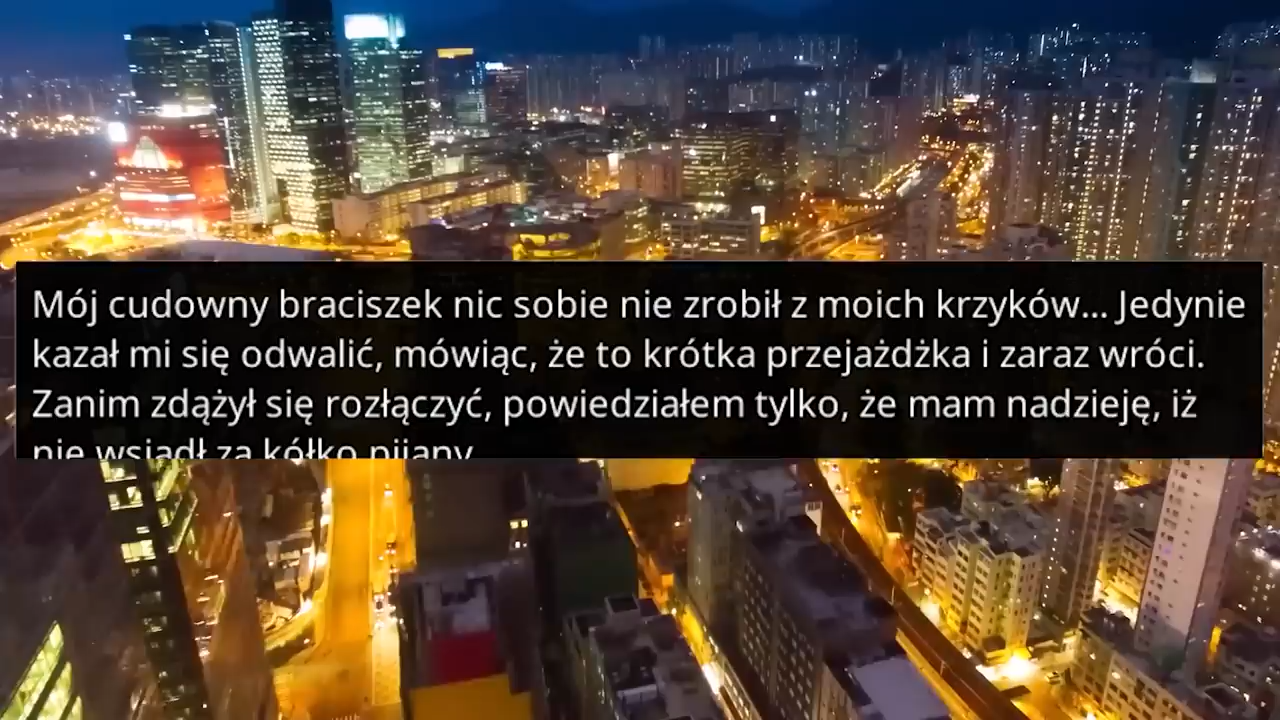 Mój cudowny braciszek nic sobie nie zrobił z moich krzyków... Jedynie
kazał mi się odwalić, mówiąc, że to krótka przejażdżka i zaraz wróci.
Zanim zdążył się rozłączyć, powiedziałem tylko, że mam nadzieję, iż
nie wsiadł za kółko pijany